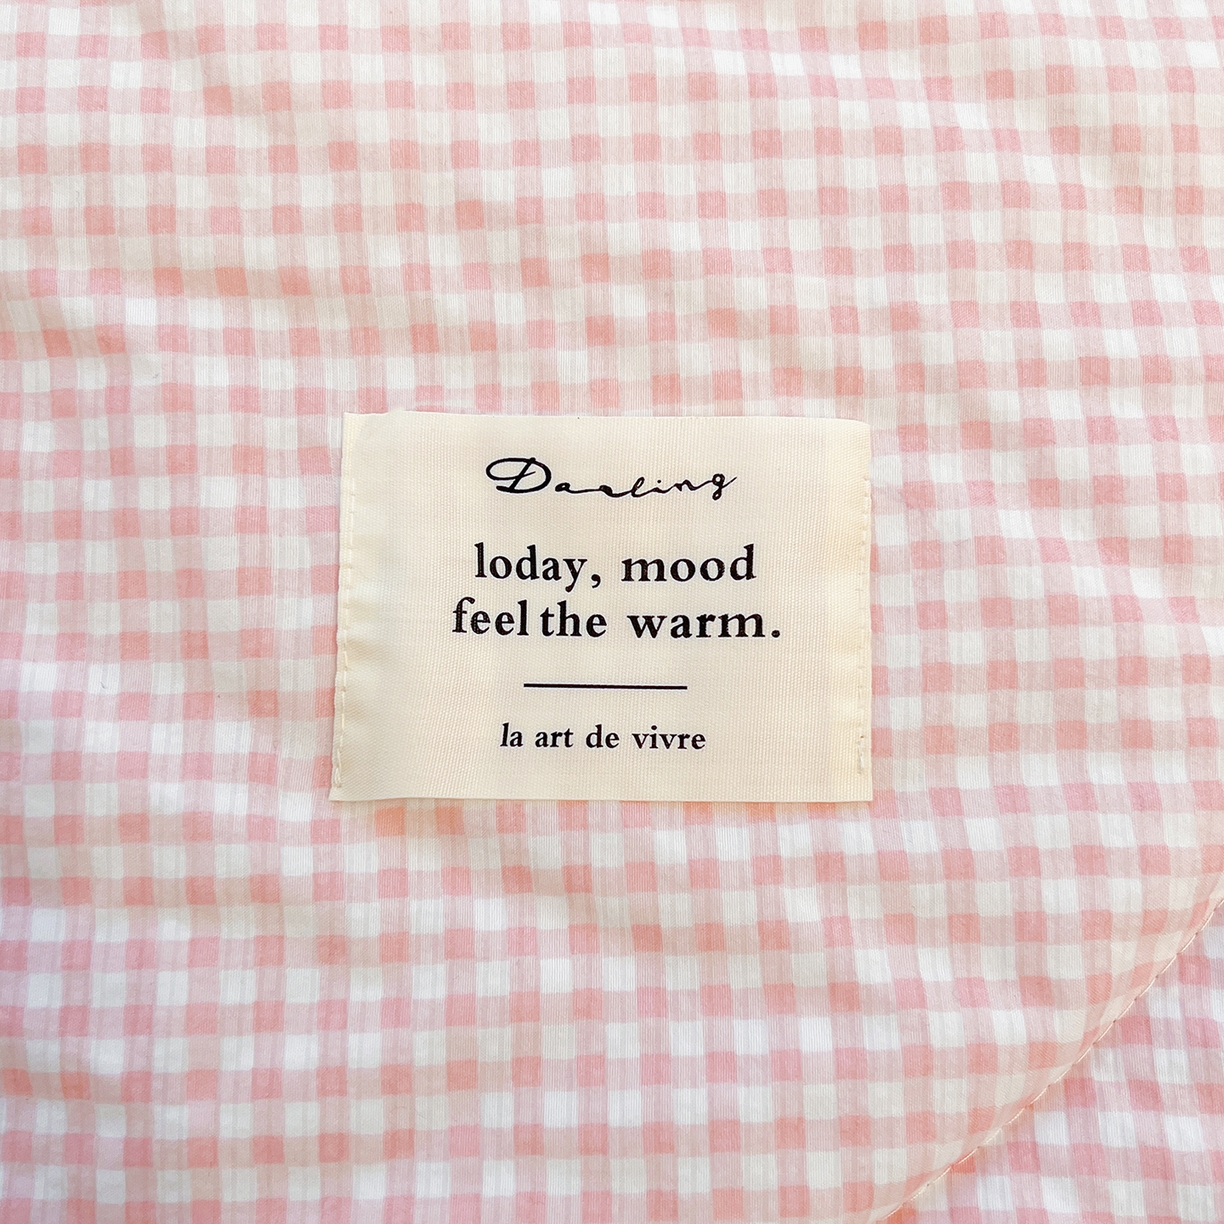 Darling
loday, mood
feel the warm.
la art de vivre